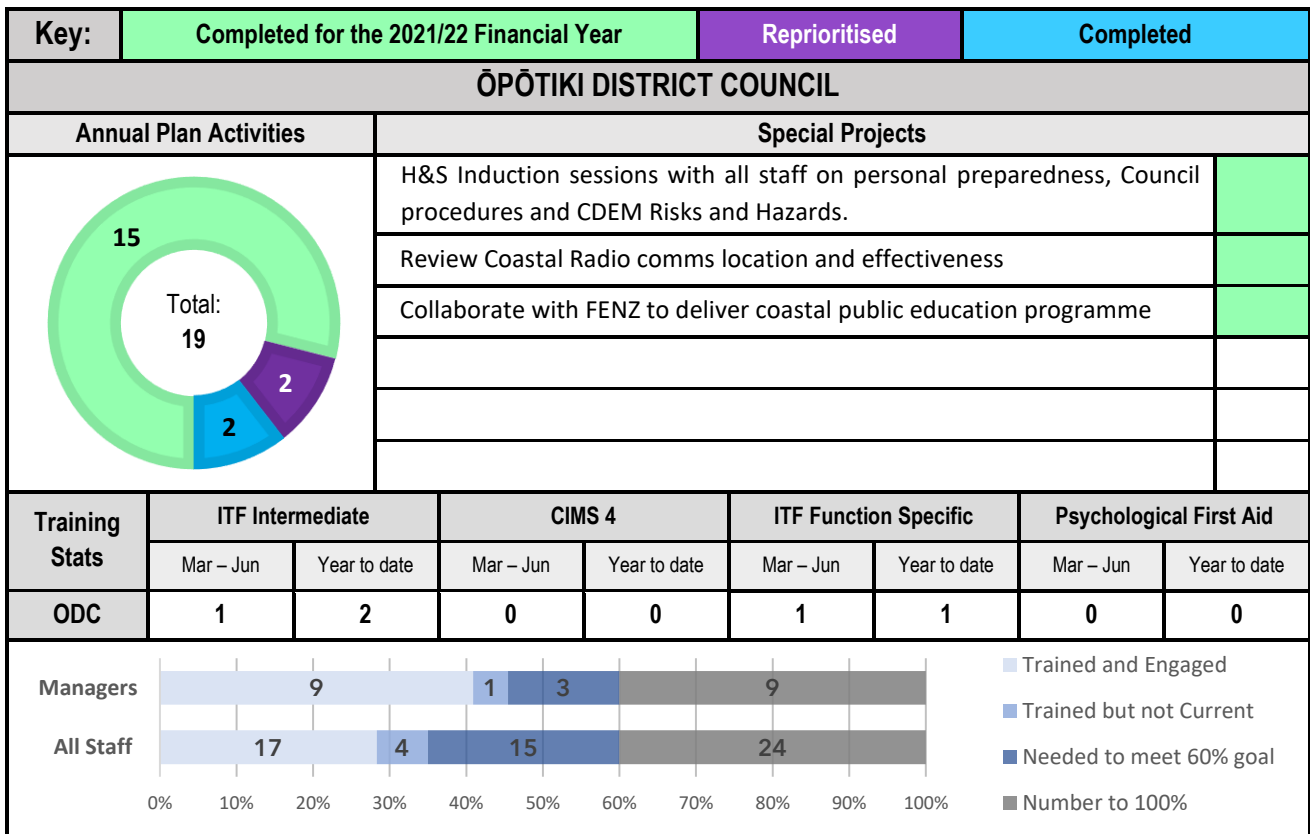 Key:
Completed for the 2021/22 Financial Year
Reprioritised
Completed
ŌPŌTIKI DISTRICT COUNCIL
Annual Plan Activities
Special Projects
15
Total:
19
2
2
H&S Induction sessions with all staff on personal preparedness, Council
procedures and CDEM Risks and Hazards.
Review Coastal Radio comms location and effectiveness
Collaborate with FENZ to deliver coastal public education programme
Training
Stats
ITF Intermediate
CIMS 4
ITF Function Specific
Psychological First Aid
Mar – Jun
Year to date
Mar – Jun
Year to date
Mar – Jun
Year to date
Mar – Jun
Year to date
ODC
1
2
0
0
1
1
0
0
Managers
9
1
3
9
All Staff
17
4
15
24
0%
10%
20%
30%
40%
50%
60%
70%
80%
90%
100%
Trained and Engaged
Trained but not Current
Needed to meet 60% goal
Number to 100%